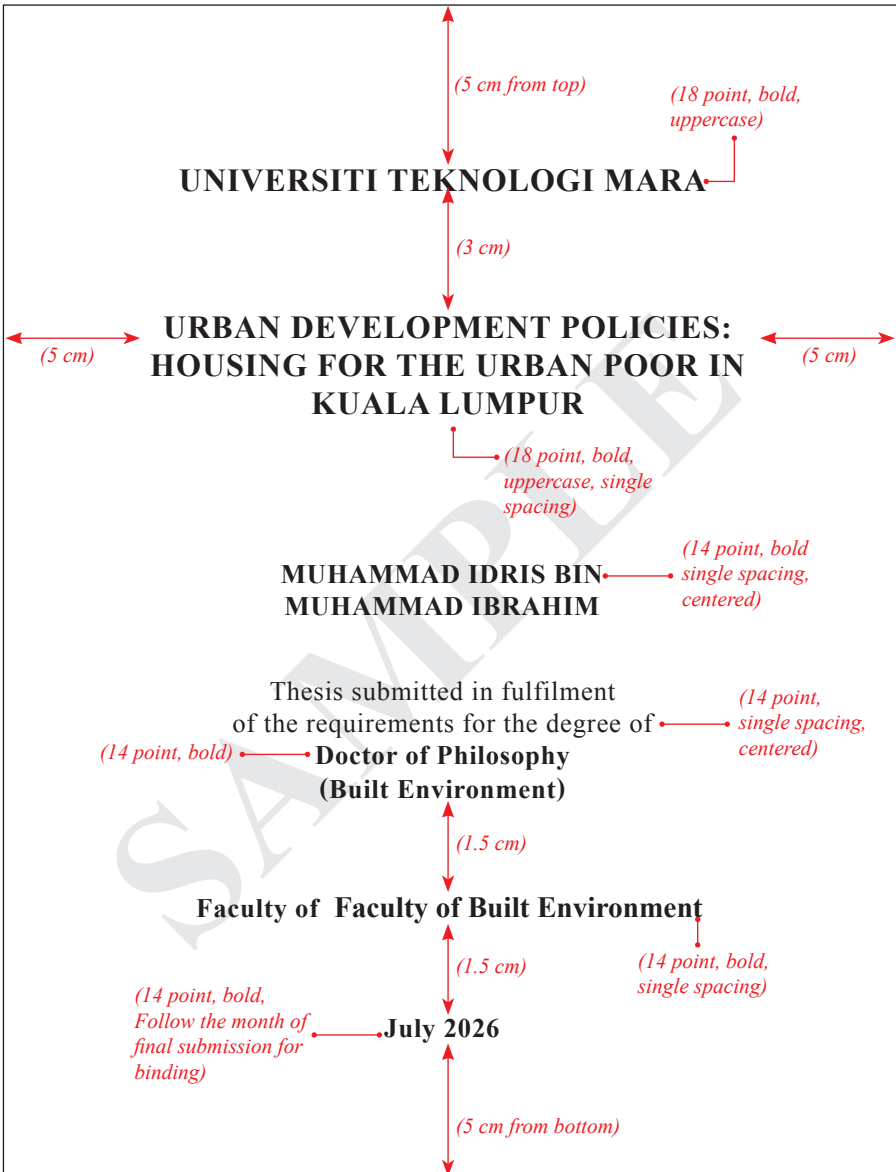 (5 cm from top)
(18 point, bold,
uppercase)
UNIVERSITI TEKNOLOGI MARA
(3 cm)
URBAN DEVELOPMENT POLICIES:
(5 cm)
(5 cm)
HOUSING FOR THE URBAN POOR IN
KUALA LUMPUR
(18 point, bold,
uppercase, single
spacing)
MUHAMMAD IDRIS BIN
MUHAMMAD IBRAHIM
(14 point, bold
single spacing,
centered)
Thesis submitted in fulfilment
of the requirements for the degree of
(14 point,
single spacing,
centered)
(14 point, bold)
Doctor of Philosophy
(Built Environment)
(1.5 cm)
Faculty of Faculty of Built Environment
(1.5 cm)
(14 point, bold,
single spacing)
(14 point, bold,
Follow the month of
final submission for
binding)
July 2026
(5 cm from bottom)
SAMPLE